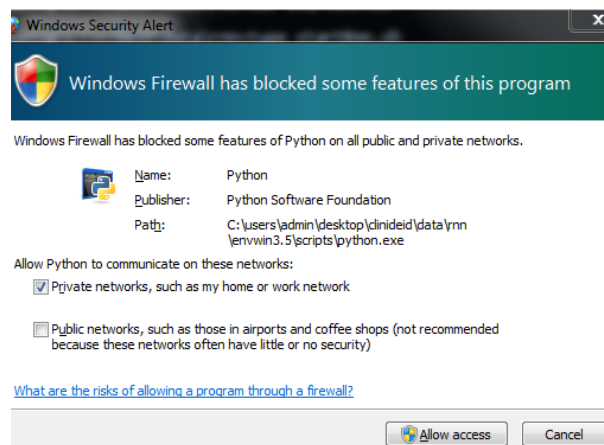 Windows Security Alert
Windows Firewall has blocked some features of this program
Windows Firewall has blocked some features of Python on all public and private networks.
Name: Python
Publisher: Python Software Foundation
Path: C:\users\admin\desktop\clinideid\data\rnn
\envwin3.5\scripts\python.exe
Allow Python to communicate on these networks:
Private networks, such as my home or work network
Public networks, such as those in airports and coffee shops (not recommended
because these networks often have little or no security)
What are the risks of allowing a program through a firewall?
Allow access Cancel